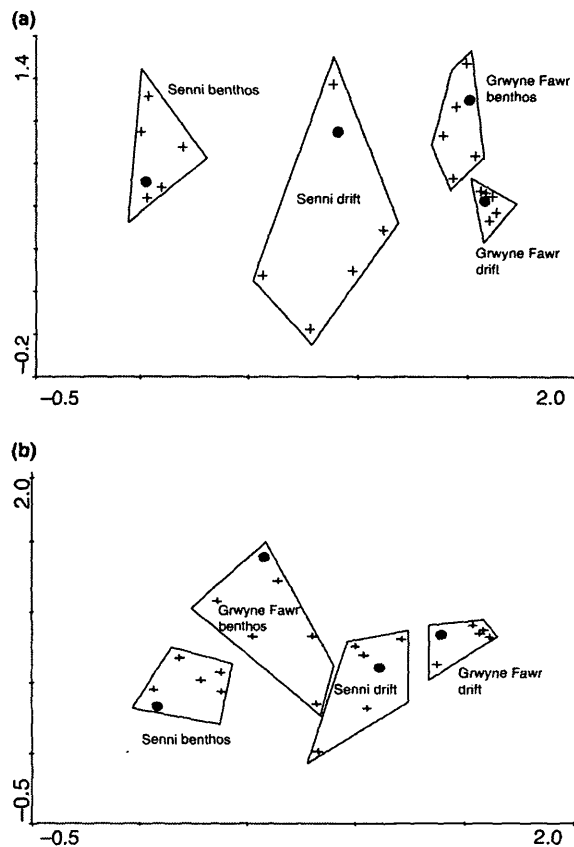 (a)
1.4
Senni benthos
Grwyne Fawr
benthos
Senni drift
Grwyne Fawr
drift
−0.2
−0.5
2.0
(b)
2.0
Grwyne Fawr
benthos
Senni drift
Grwyne Fawr
drift
Senni benthos
−0.5
−0.5
2.0